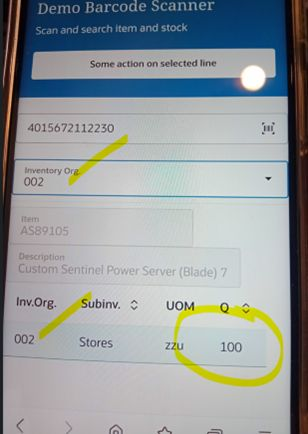 Demo Barcode Scanner
Scan and search item and stock
Some action on selected line
4015672112230
Inventory Org.
002
Item
AS89105
Description
Custom Sentinel Power Server (Blade) 7
Inv.Org. Subinv. UOM Q
002 Stores zzu 100